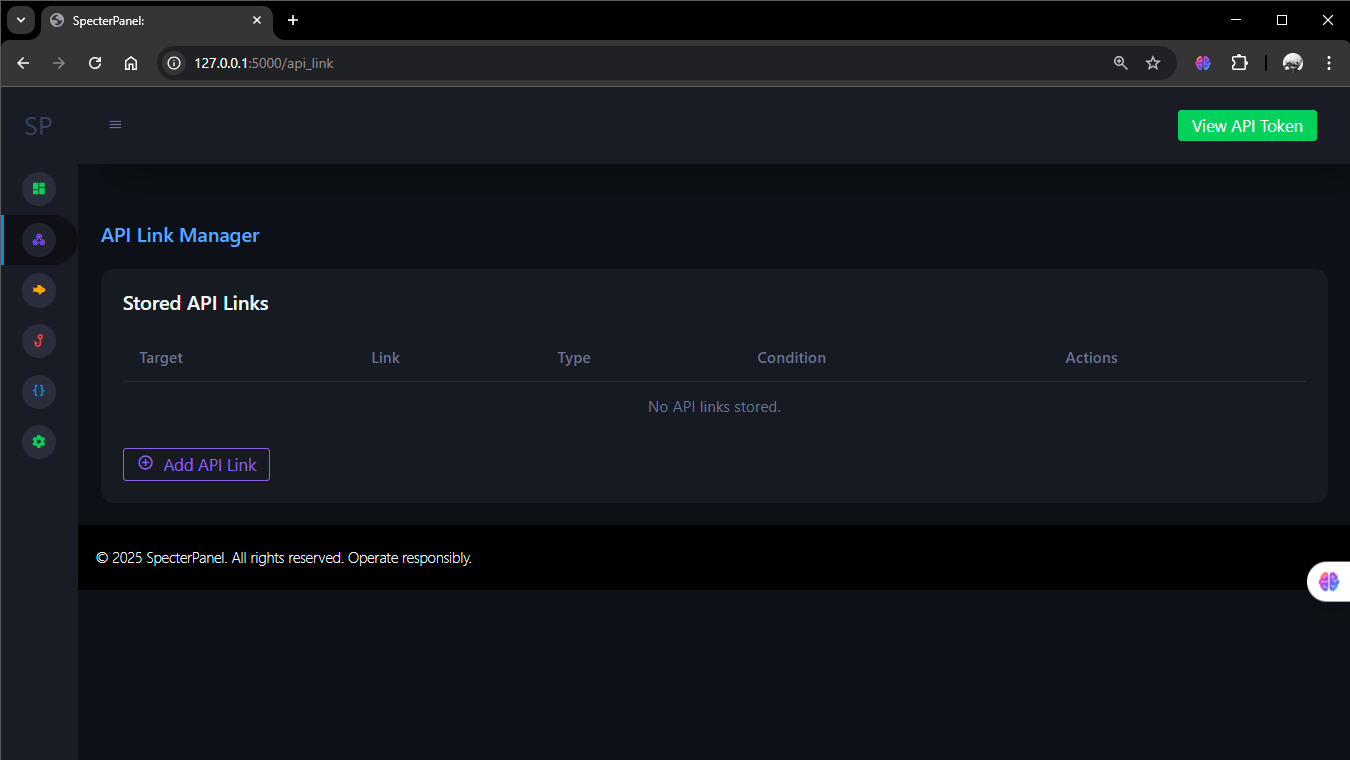 SpecterPanel:
127.0.0.1:5000/api_link
SP
View API Token
API Link Manager
Stored API Links
Target Link Type Condition Actions
No API links stored.
Add API Link
© 2025 SpecterPanel. All rights reserved. Operate responsibly.